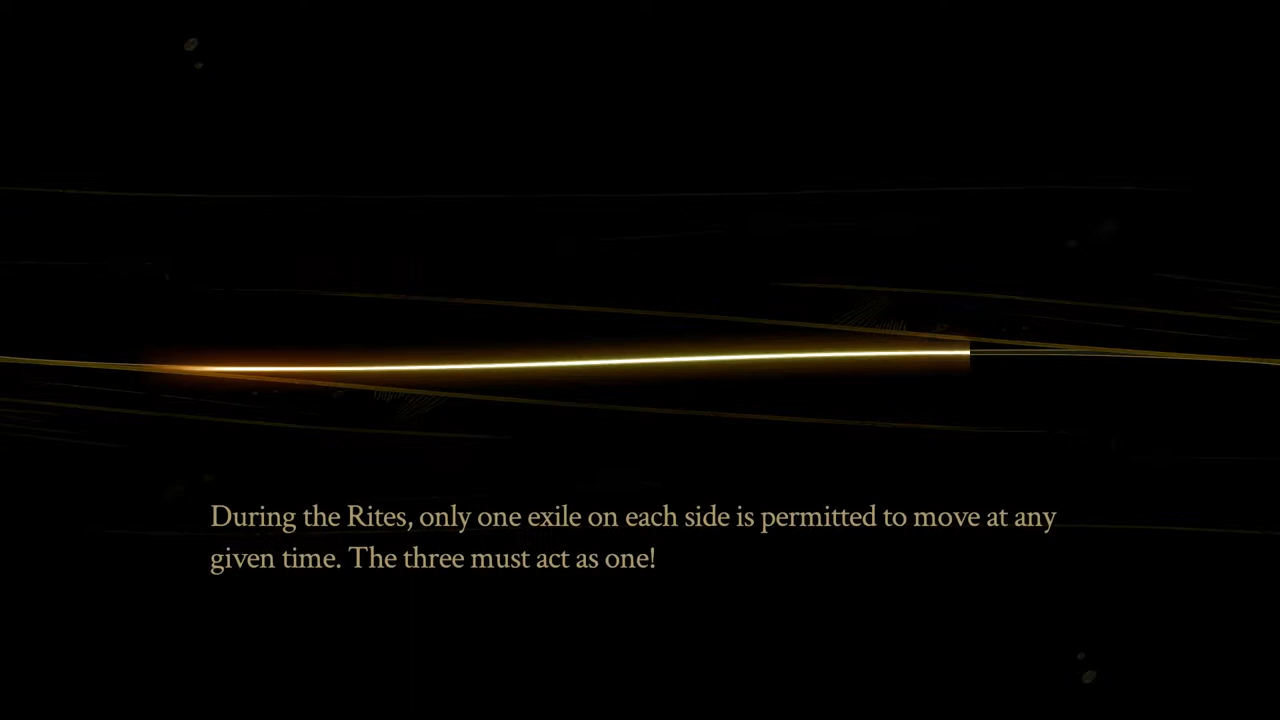 During the Rites, only one exile on each side is permitted to move at any
given time. The three must act as one!